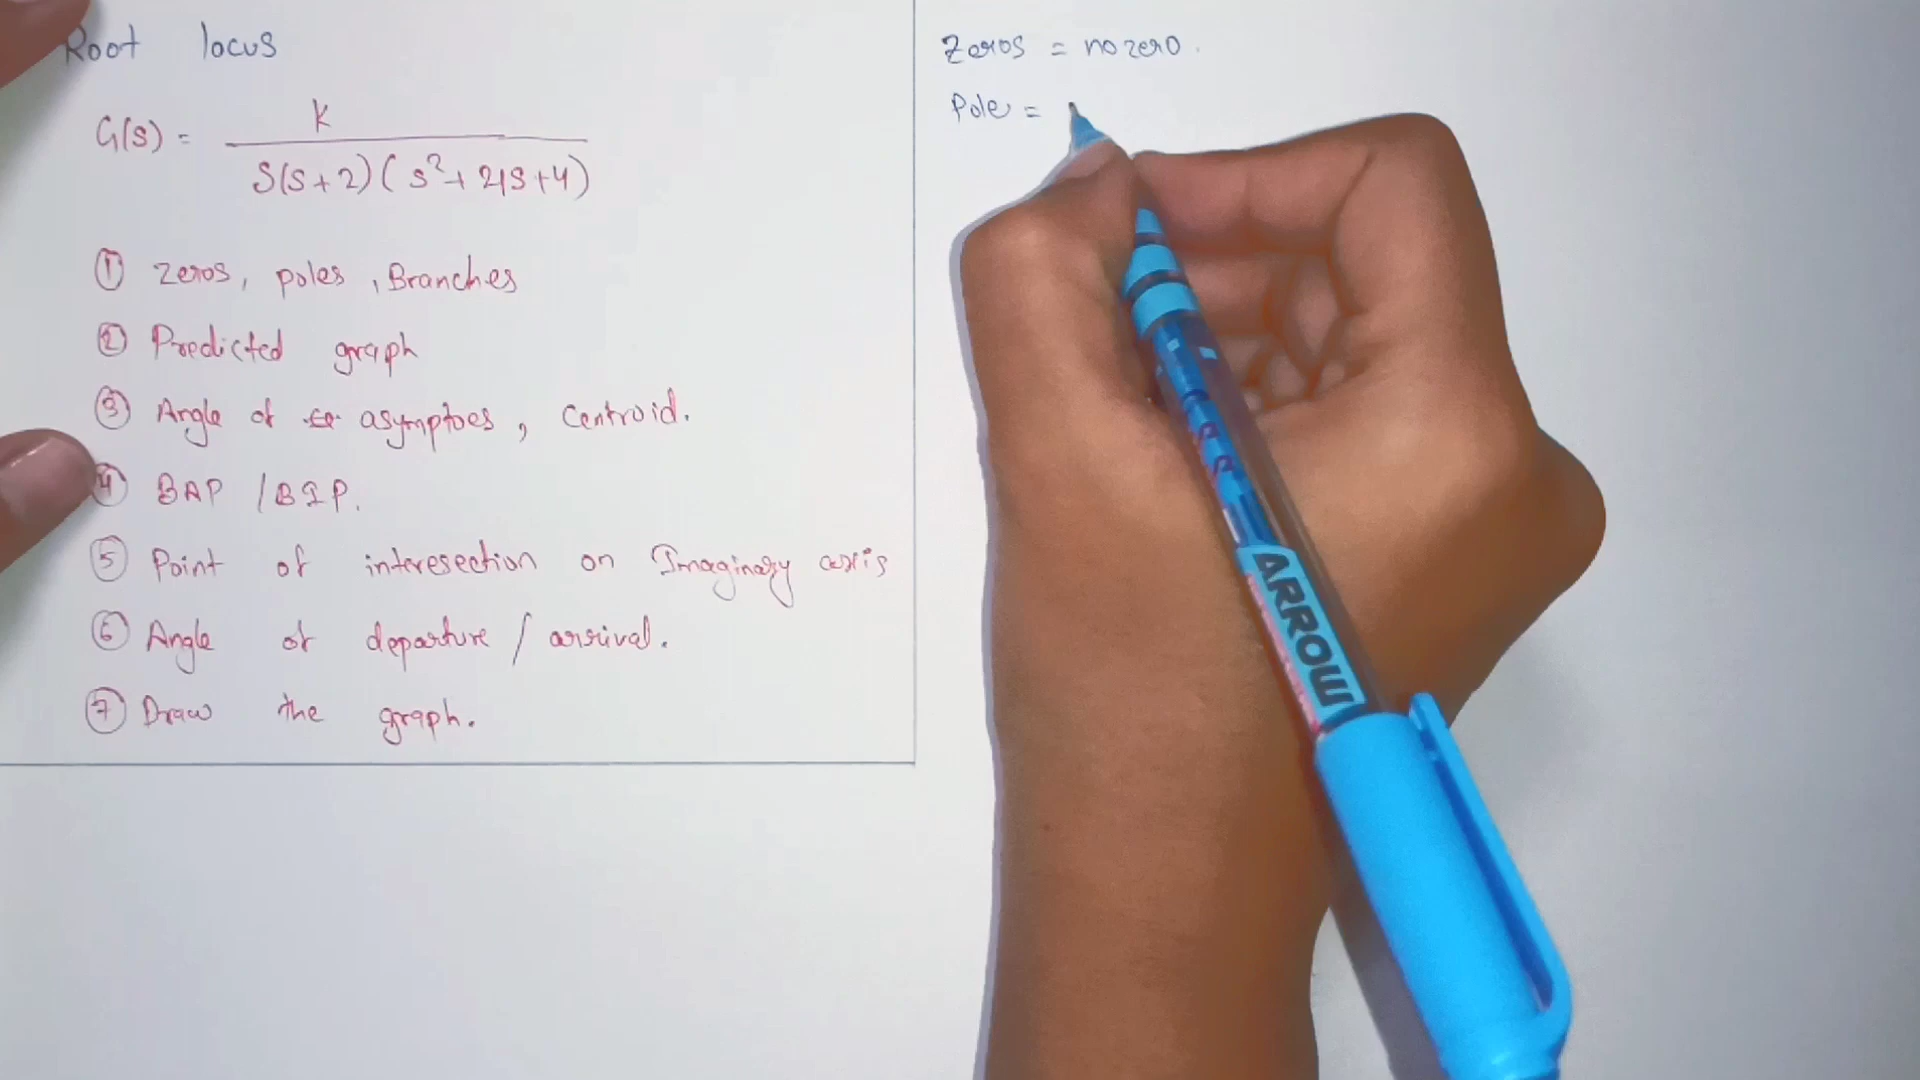 Root locus
G(s) = K
S(s+2)(s²+2s+4)
① Zeros, poles, Branches
② Predicted graph
③ Angle of asymptoes, Centroid.
④ BAP / BIP.
⑤ Point of interesection on Imaginary axis
⑥ Angle of departure / arrival.
⑦ Draw the graph.
Zeros = no zero.
Pole =
ARROW